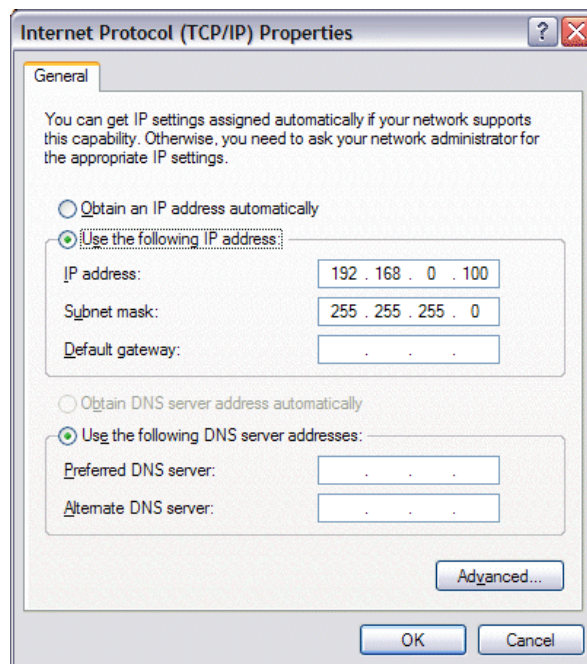 Internet Protocol (TCP/IP) Properties
General
You can get IP settings assigned automatically if your network supports
this capability. Otherwise, you need to ask your network administrator for
the appropriate IP settings.
Obtain an IP address automatically
Use the following IP address:
IP address: 192 . 168 . 0 . 100
Subnet mask: 255 . 255 . 255 . 0
Default gateway: . . .
Obtain DNS server address automatically
Use the following DNS server addresses:
Preferred DNS server: . . .
Alternate DNS server: . . .
Advanced...
OK Cancel